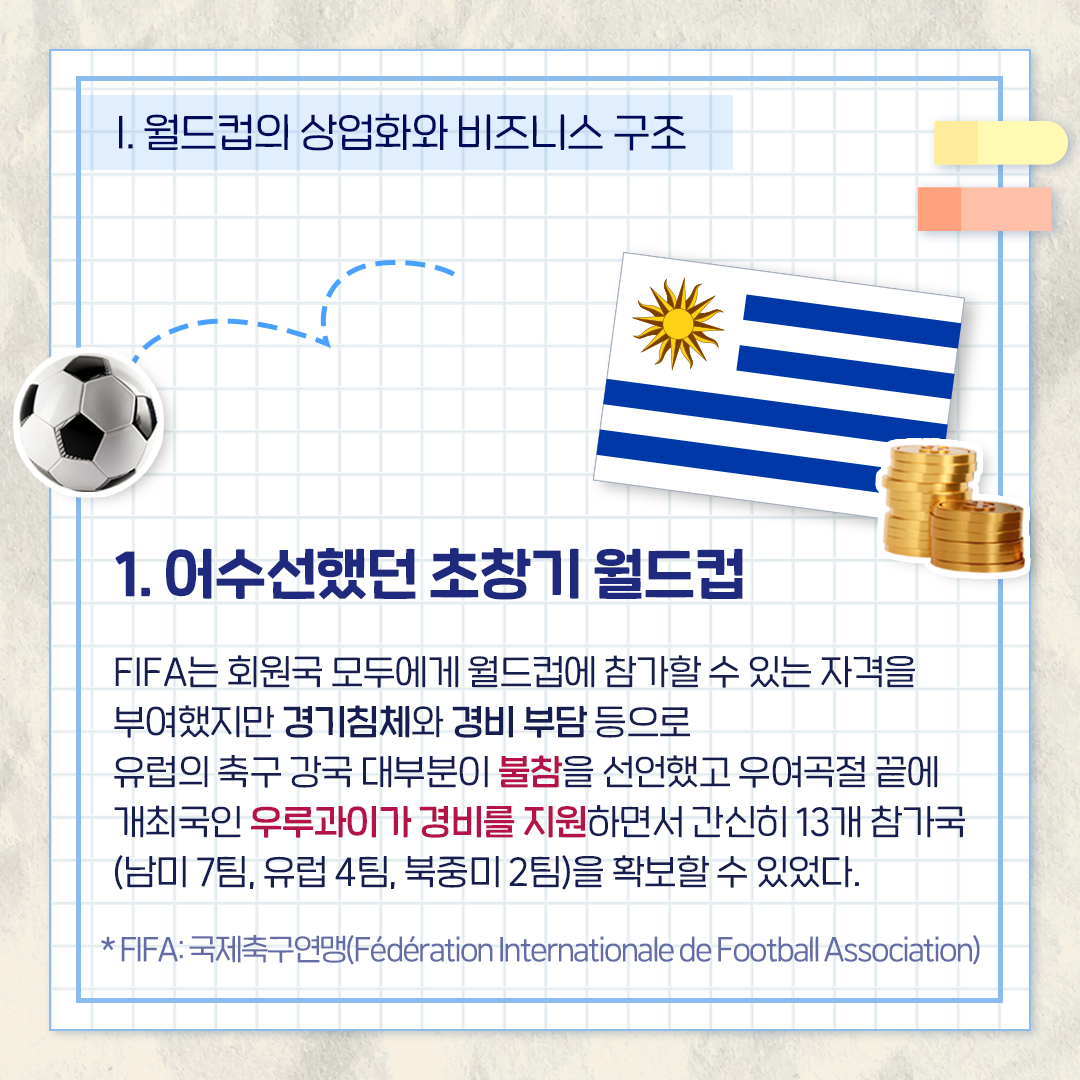 I. 월드컵의 상업화와 비즈니스 구조
1. 어수선했던 초창기 월드컵
FIFA는 회원국 모두에게 월드컵에 참가할 수 있는 자격을
부여했지만 경기침체와 경비 부담 등으로
유럽의 축구 강국 대부분이 불참을 선언했고 우여곡절 끝에
개최국인 우루과이가 경비를 지원하면서 간신히 13개 참가국
(남미 7팀, 유럽 4팀, 북중미 2팀)을 확보할 수 있었다.
* FIFA: 국제축구연맹(Fédération Internationale de Football Association)